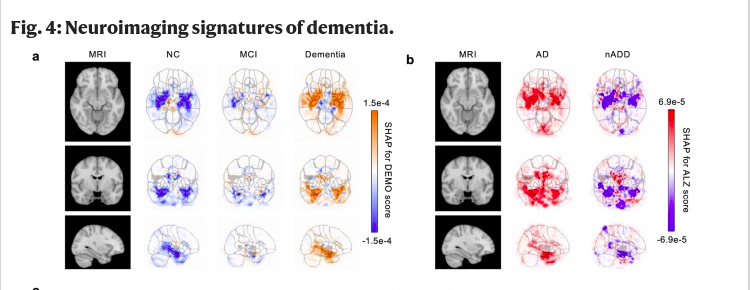 Fig. 4: Neuroimaging signatures of dementia.
a
MRI
NC
MCI
Dementia
1.5e-4
SHAP for DEMO score
-1.5e-4
b
MRI
AD
nADD
6.9e-5
SHAP for ALZ score
-6.9e-5